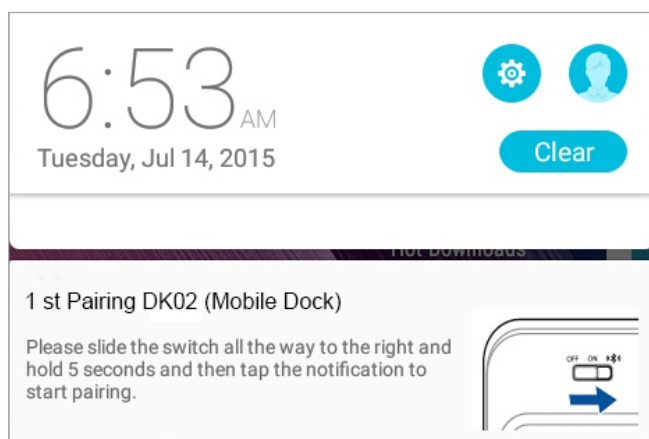 6:53 AM
Tuesday, Jul 14, 2015
Clear
Hot Downloads
1 st Pairing DK02 (Mobile Dock)
Please slide the switch all the way to the right and
hold 5 seconds and then tap the notification to
start pairing.
OFF ON